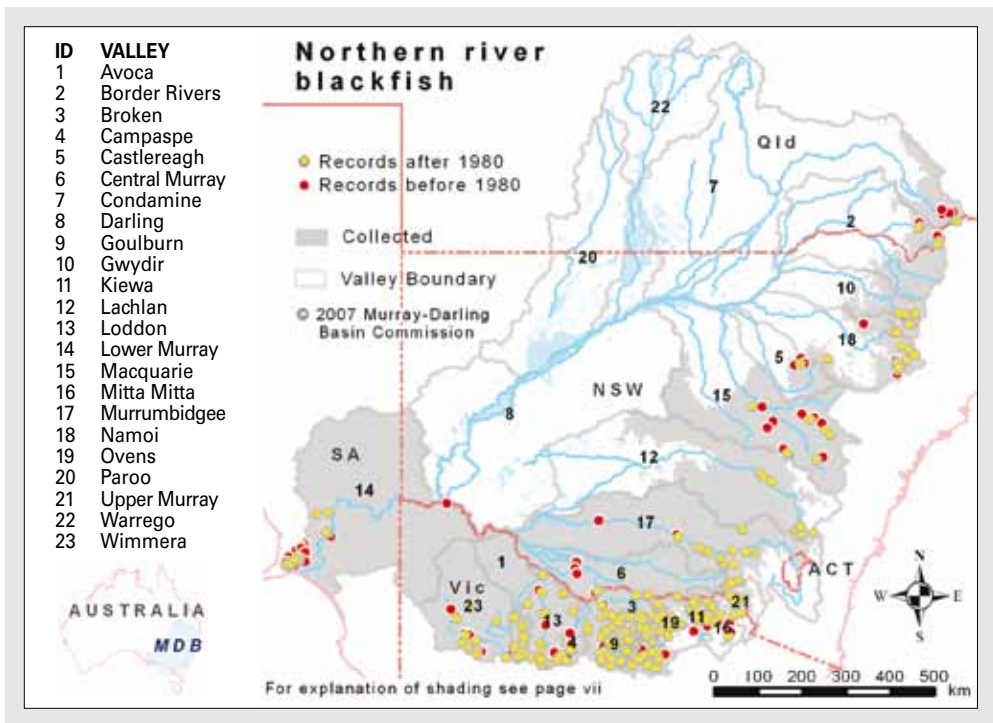 ID VALLEY
1 Avoca
2 Border Rivers
3 Broken
4 Campaspe
5 Castlereagh
6 Central Murray
7 Condamine
8 Darling
9 Goulburn
10 Gwydir
11 Kiewa
12 Lachlan
13 Loddon
14 Lower Murray
15 Macquarie
16 Mitta Mitta
17 Murrumbidgee
18 Namoi
19 Ovens
20 Paroo
21 Upper Murray
22 Warrego
23 Wimmera
AUSTRALIA
MDB
Northern river
blackfish
Records after 1980
Records before 1980
Collected
Valley Boundary
© 2007 Murray-Darling
Basin Commission
22
Qld
7
2
20
10
18
5
NSW
15
8
SA
12
14
17
ACT
1
6
Vic
23
3
21
13
11
19
16
4
9
N
W E
S
For explanation of shading see page vii
0 100 200 300 400 500
km